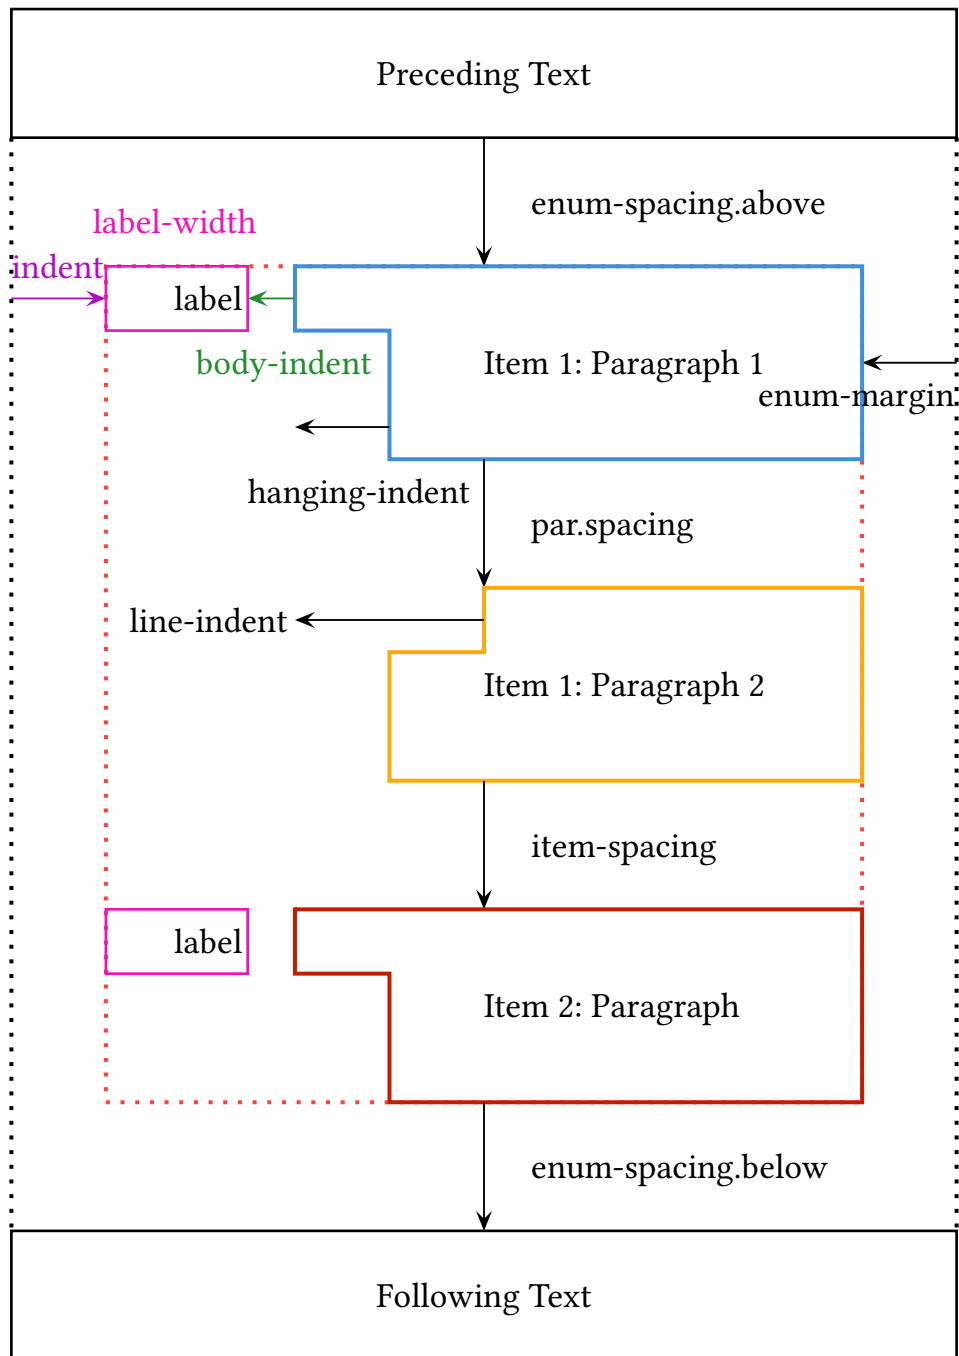 Preceding Text
enum-spacing.above
label-width
indent
label
body-indent
Item 1: Paragraph 1
enum-margin
hanging-indent
par.spacing
line-indent
Item 1: Paragraph 2
item-spacing
label
Item 2: Paragraph
enum-spacing.below
Following Text